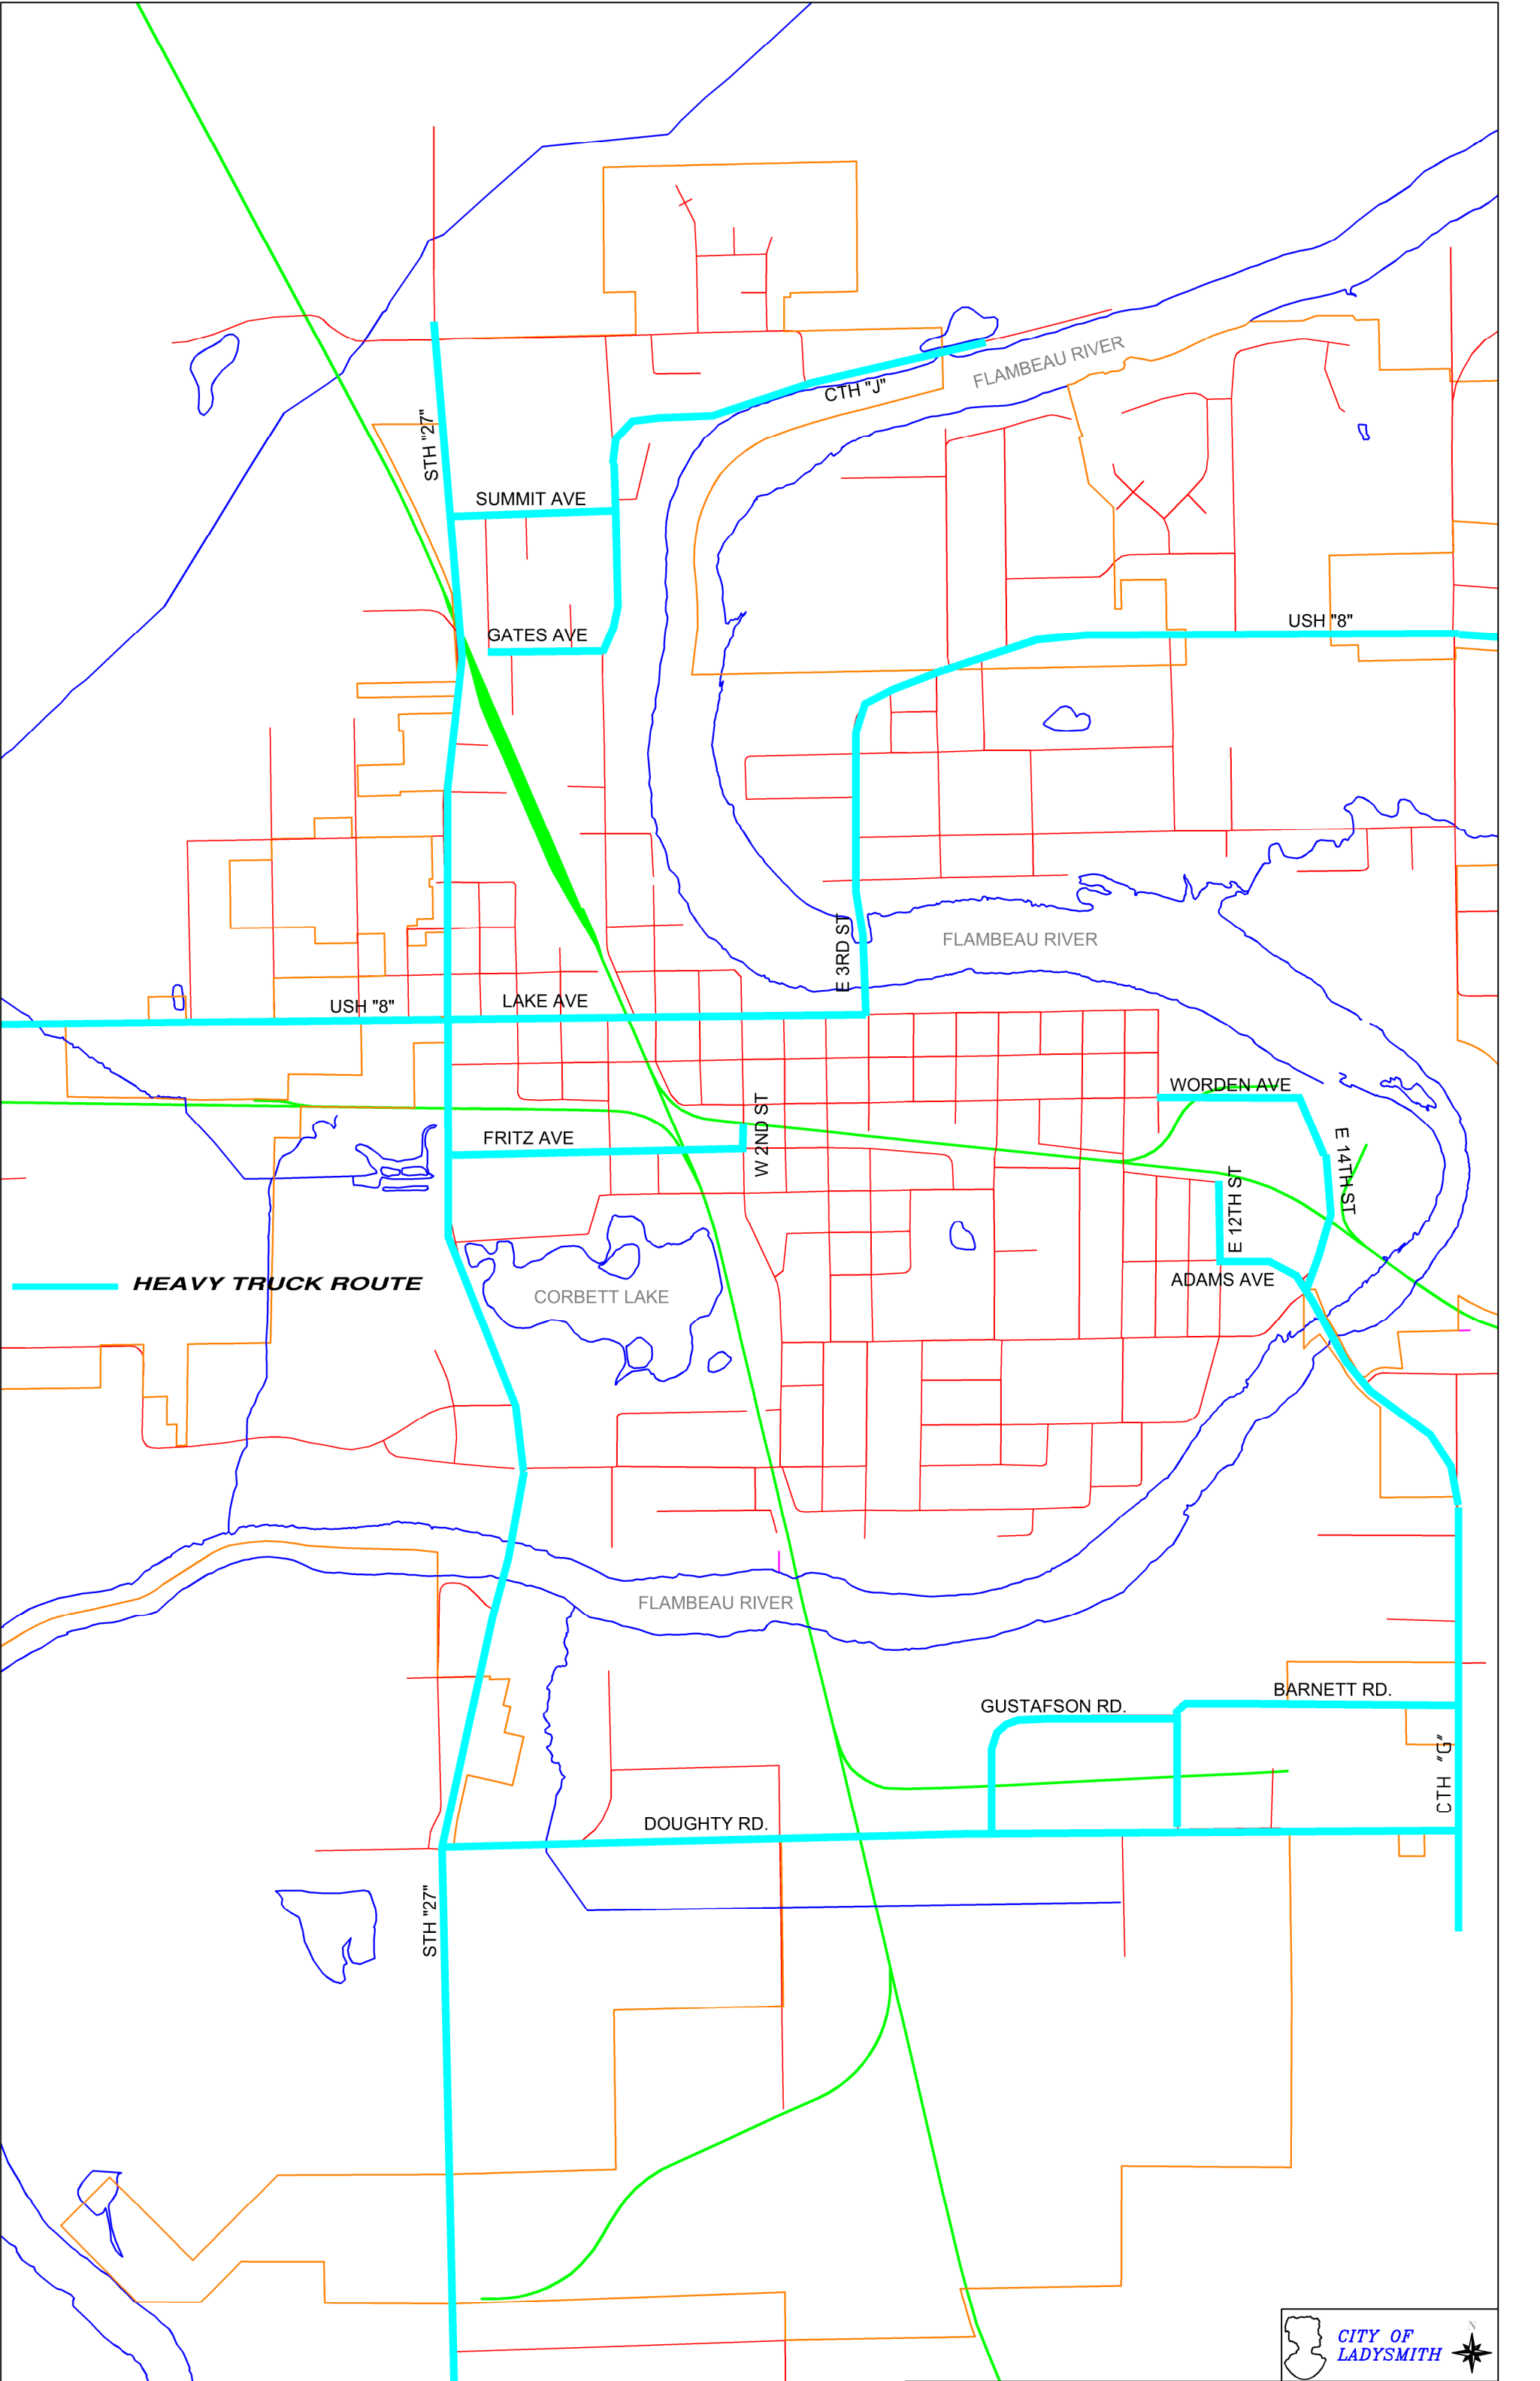 FLAMBEAU RIVER
CTH "J"
STH "27"
SUMMIT AVE
USH "8"
GATES AVE
E 3RD ST
FLAMBEAU RIVER
LAKE AVE
USH "8"
WORDEN AVE
W 2ND ST
FRITZ AVE
E 14TH ST
E 12TH ST
ADAMS AVE
HEAVY TRUCK ROUTE
CORBETT LAKE
FLAMBEAU RIVER
BARNETT RD.
GUSTAFSON RD.
CTH "G"
DOUGHTY RD.
STH "27"
N
CITY OF
LADYSMITH